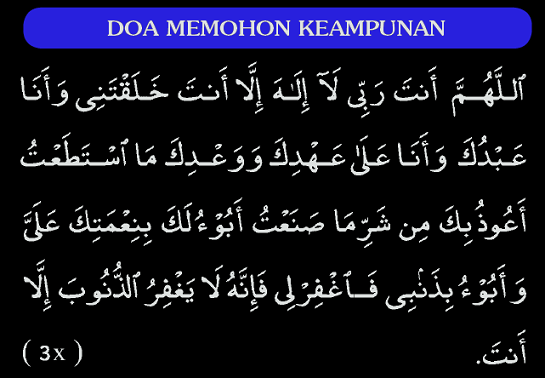 DOA MEMOHON KEAMPUNAN
ٱللَّهُمَّ أَنتَ رَبِّى لَآ إِلَـٰهَ إِلَّا أَنتَ خَلَقْتَنِى وَأَنَا
عَبْدُكَ وَأَنَا عَلَىٰ عَهْدِكَ وَوَعْدِكَ مَا ٱسْتَطَعْتُ
أَعُوذُ بِكَ مِن شَرِّ مَا صَنَعْتُ أَبُوْءُ لَكَ بِنِعْمَتِكَ عَلَىَّ
وَأَبُوْءُ بِذَنۢبِى فَٱغْفِرْلِى فَإِنَّهُ لَا يَغْفِرُ ٱلذُّنُوبَ إِلَّا
أَنتَ. ( 3x )